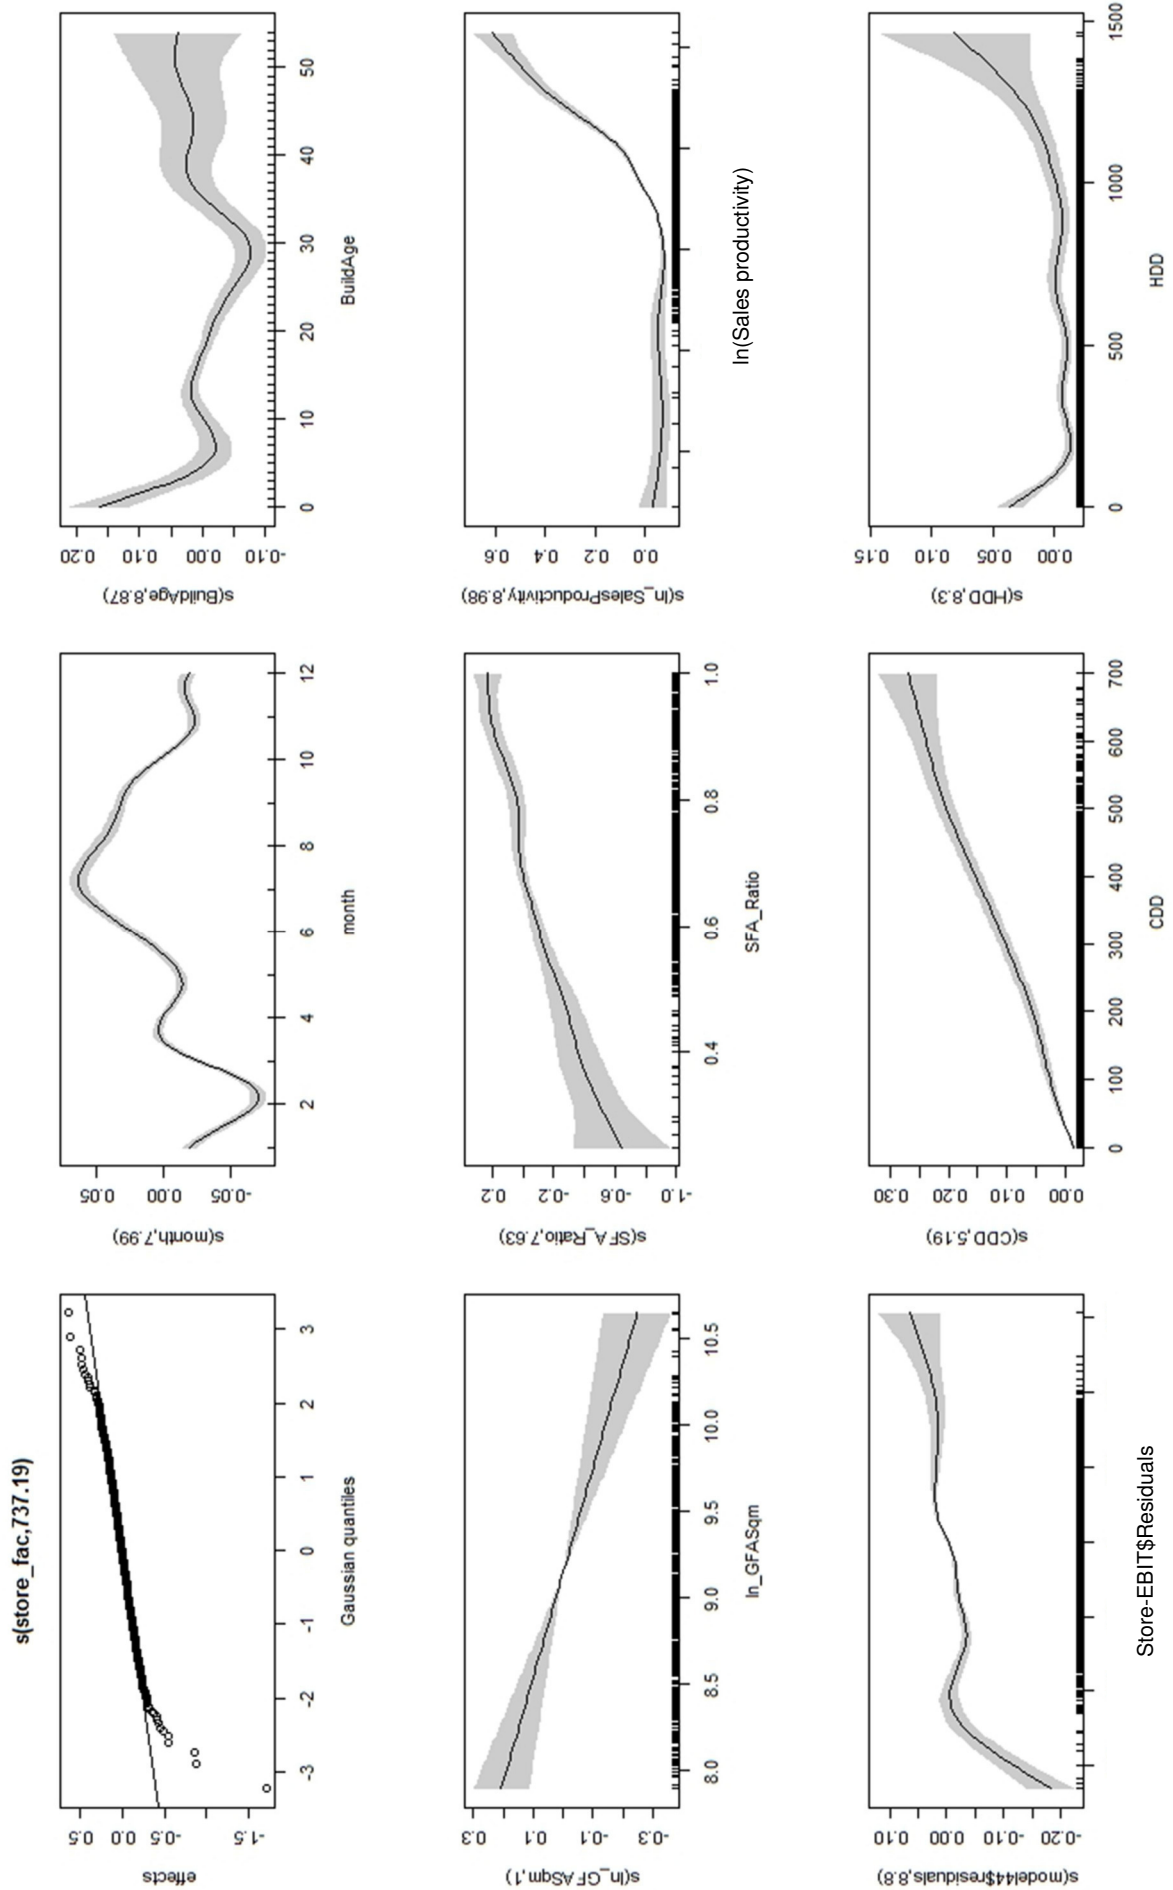 s(store_fac,737.19)
effects
-1.5 -0.5 0.0 0.5
-3 -2 -1 0 1 2 3
Gaussian quantiles
s(month,7.99)
-0.05 0.00 0.05
2 4 6 8 10 12
month
s(BuildAge,8.87)
-0.10 0.00 0.10 0.20
0 10 20 30 40 50
BuildAge
s(ln_GFASqm,1)
-0.3 -0.1 0.1 0.3
8.0 8.5 9.0 9.5 10.0 10.5
ln_GFASqm
s(SFA_Ratio,7.63)
-1.0 -0.6 -0.2 0.2
0.4 0.6 0.8 1.0
SFA_Ratio
s(ln_SalesProductivity,8.98)
0.0 0.2 0.4 0.6
ln(Sales productivity)
s(model44$residuals,8.8)
-0.20 -0.10 0.00 0.10
Store-EBIT$Residuals
s(CDD,5.19)
0.00 0.10 0.20 0.30
0 100 200 300 400 500 600 700
CDD
s(HDD,8.3)
0.00 0.05 0.10 0.15
0 500 1000 1500
HDD